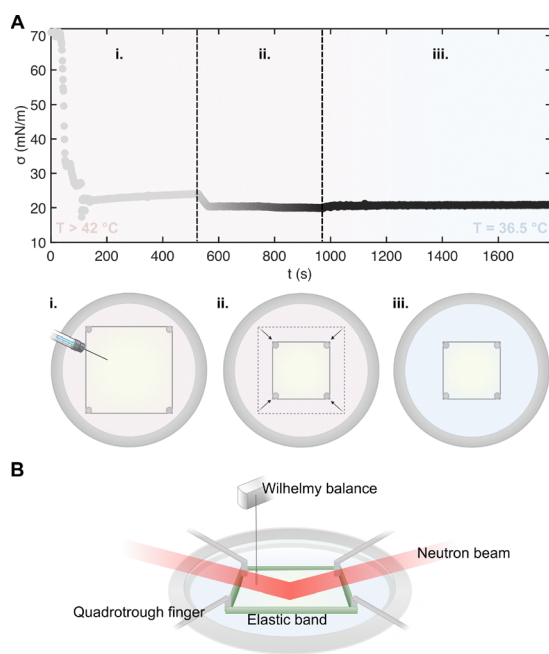 A
i.
ii.
iii.
70
60
50
40
30
20
10
σ (mN/m)
T > 42 °C
T = 36.5 °C
0
200
400
600
800
1000
1200
1400
1600
t (s)
i.
ii.
iii.
B
Wilhelmy balance
Neutron beam
Quadrotrough finger
Elastic band